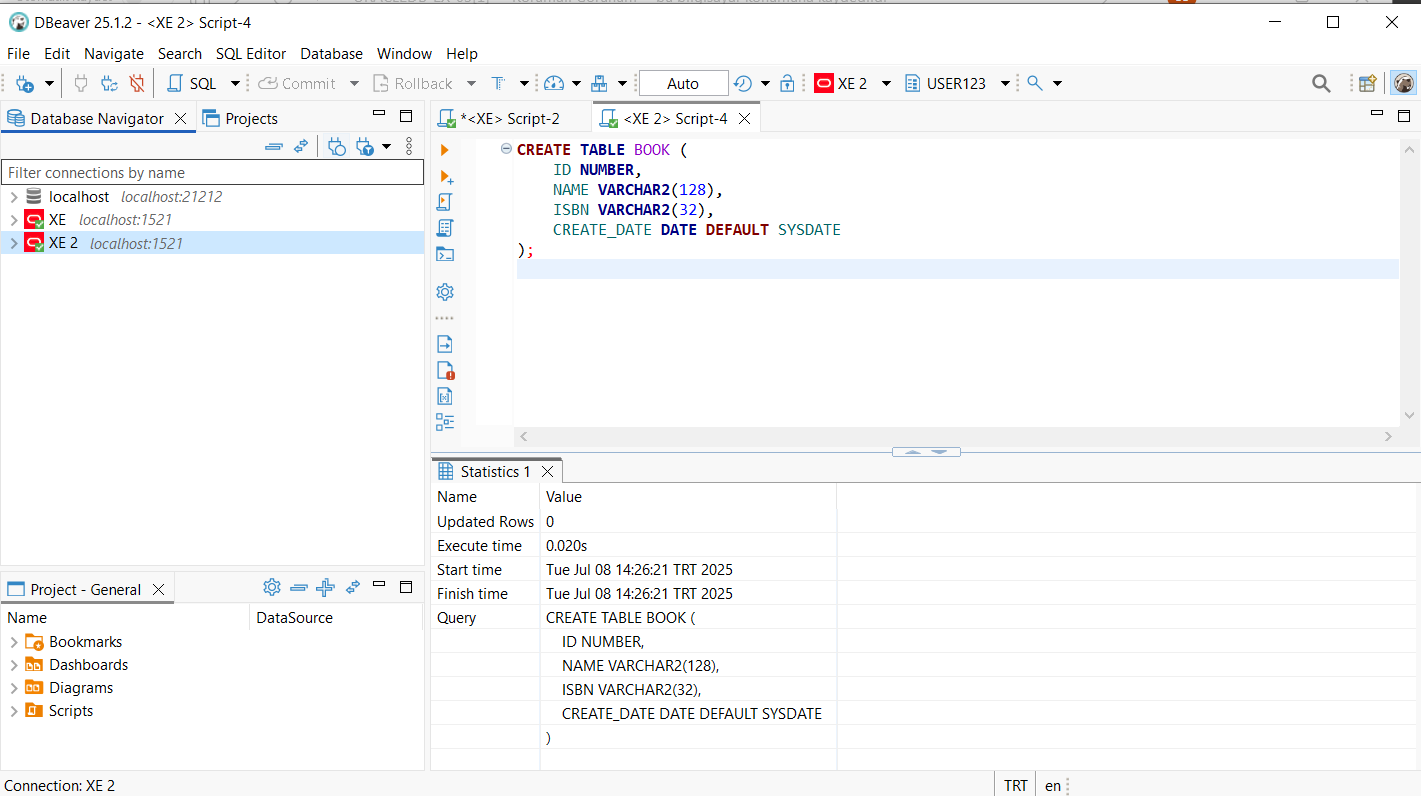 DBeaver 25.1.2 - <XE 2> Script-4
File Edit Navigate Search SQL Editor Database Window Help
SQL Commit Rollback T Auto XE 2 USER123
Database Navigator Projects
Filter connections by name
localhost localhost:21212
XE localhost:1521
XE 2 localhost:1521
*<XE> Script-2 <XE 2> Script-4
CREATE TABLE BOOK (
ID NUMBER,
NAME VARCHAR2(128),
ISBN VARCHAR2(32),
CREATE_DATE DATE DEFAULT SYSDATE
);
Statistics 1
Name Value
Updated Rows 0
Execute time 0.020s
Start time Tue Jul 08 14:26:21 TRT 2025
Finish time Tue Jul 08 14:26:21 TRT 2025
Query CREATE TABLE BOOK (
ID NUMBER,
NAME VARCHAR2(128),
ISBN VARCHAR2(32),
CREATE_DATE DATE DEFAULT SYSDATE
)
Project - General
Name DataSource
Bookmarks
Dashboards
Diagrams
Scripts
Connection: XE 2 TRT en